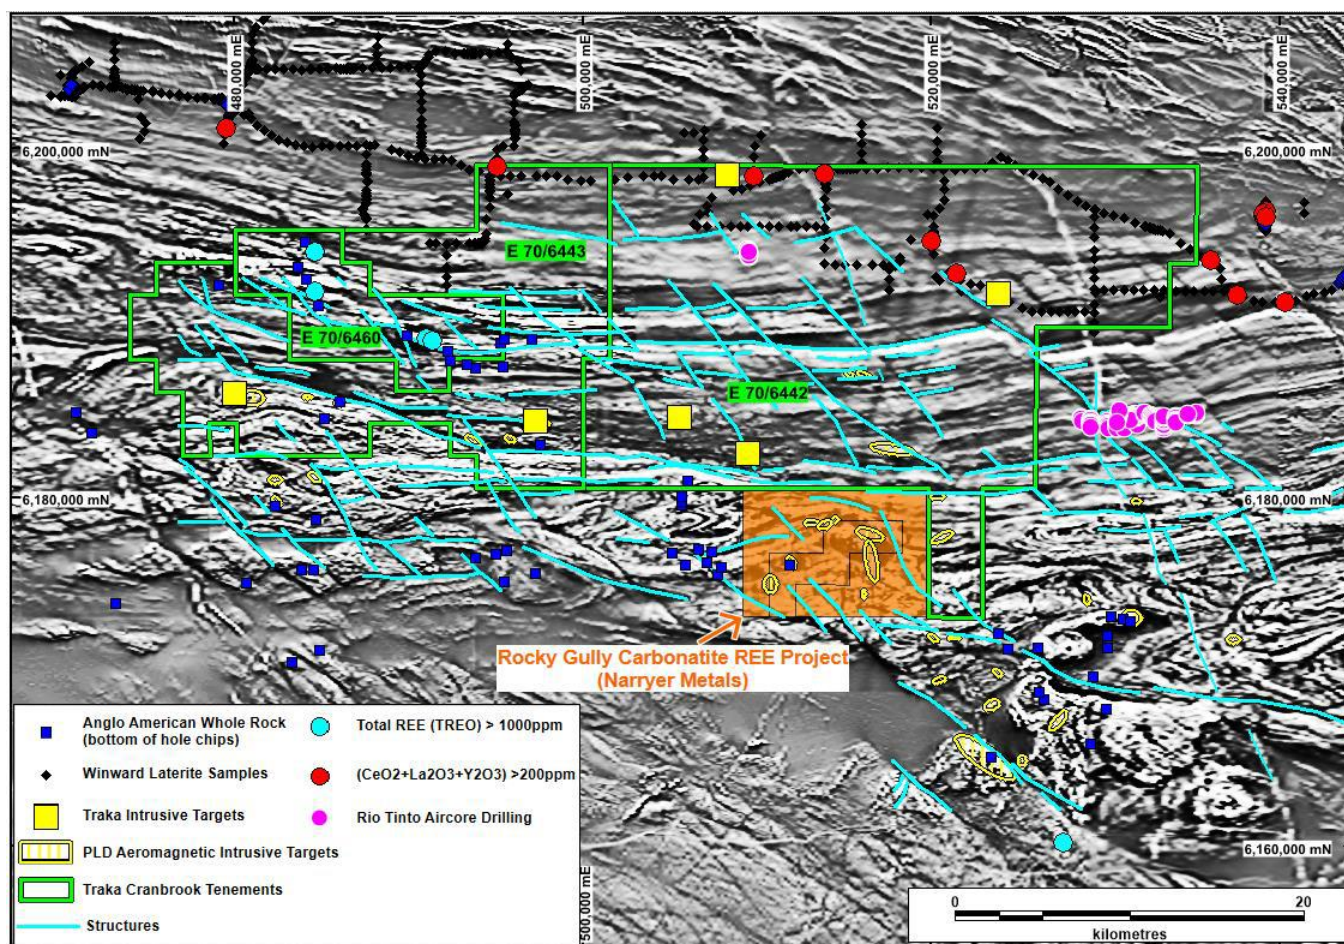 480,000 mE
500,000 mE
520,000 mE
540,000 mE
6,200,000 mN
6,200,000 mN
E 70/6443
E 70/6460
E 70/6442
6,180,000 mN
6,180,000 mN
Rocky Gully Carbonatite REE Project
(Narryer Metals)
Anglo American Whole Rock
(bottom of hole chips)
Total REE (TREO) > 1000ppm
Winward Laterite Samples
(CeO2+La2O3+Y2O3) >200ppm
Traka Intrusive Targets
Rio Tinto Aircore Drilling
PLD Aeromagnetic Intrusive Targets
Traka Cranbrook Tenements
Structures
6,160,000 mN
500,000 mE
0
20
kilometres